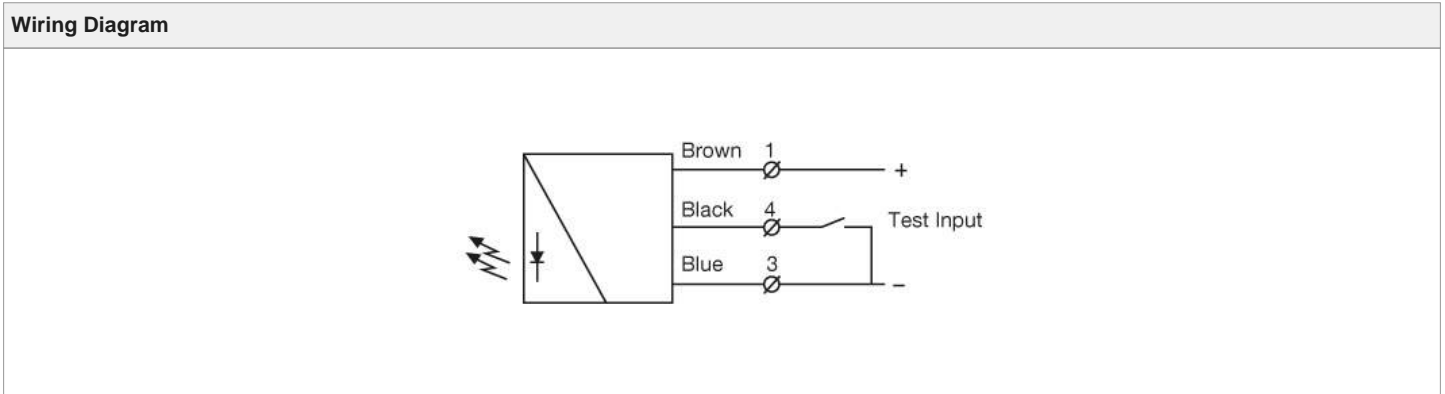 Wiring Diagram
Brown 1
+
Black 4
Test Input
Blue 3
–